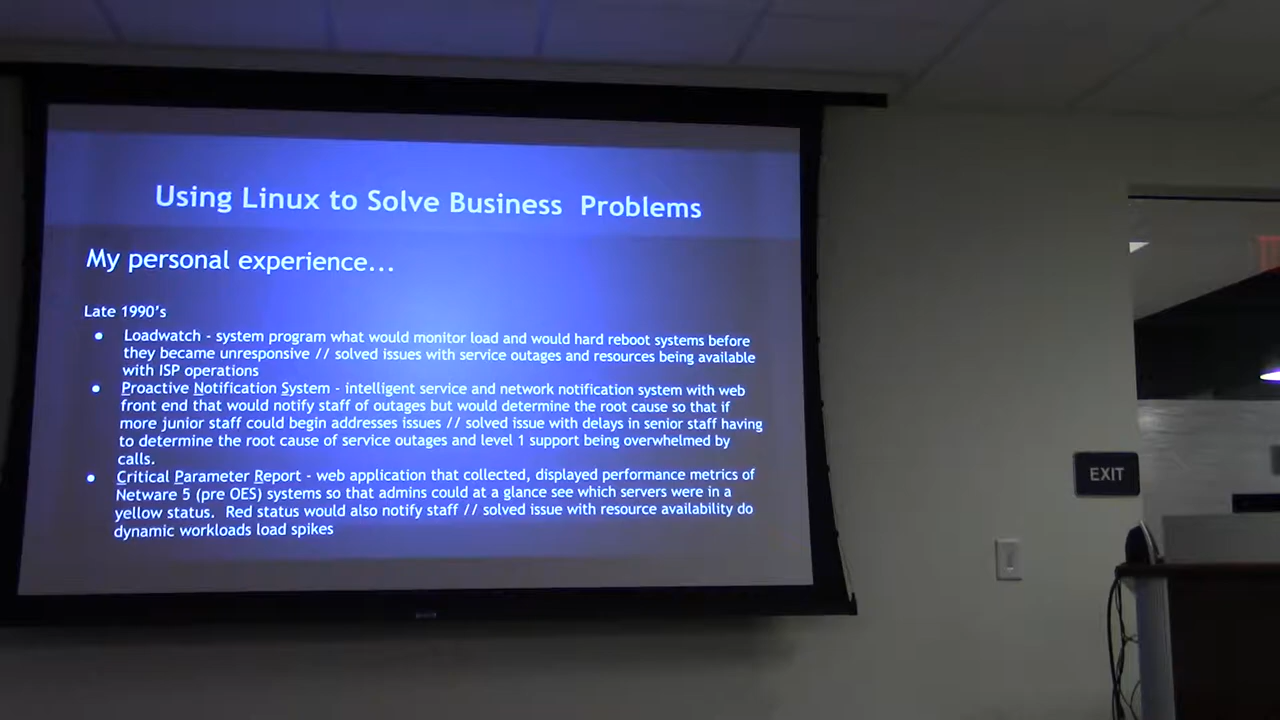 Using Linux to Solve Business Problems
My personal experience...
Late 1990's
• Loadwatch - system program what would monitor load and would hard reboot systems before
they became unresponsive // solved issues with service outages and resources being available
with ISP operations
• Proactive Notification System - intelligent service and network notification system with web
front end that would notify staff of outages but would determine the root cause so that if
more junior staff could begin addresses issues // solved issue with delays in senior staff having
to determine the root cause of service outages and level 1 support being overwhelmed by
calls.
• Critical Parameter Report - web application that collected, displayed performance metrics of
Netware 5 (pre OES) systems so that admins could at a glance see which servers were in a
yellow status. Red status would also notify staff // solved issue with resource availability do
dynamic workloads load spikes
EXIT